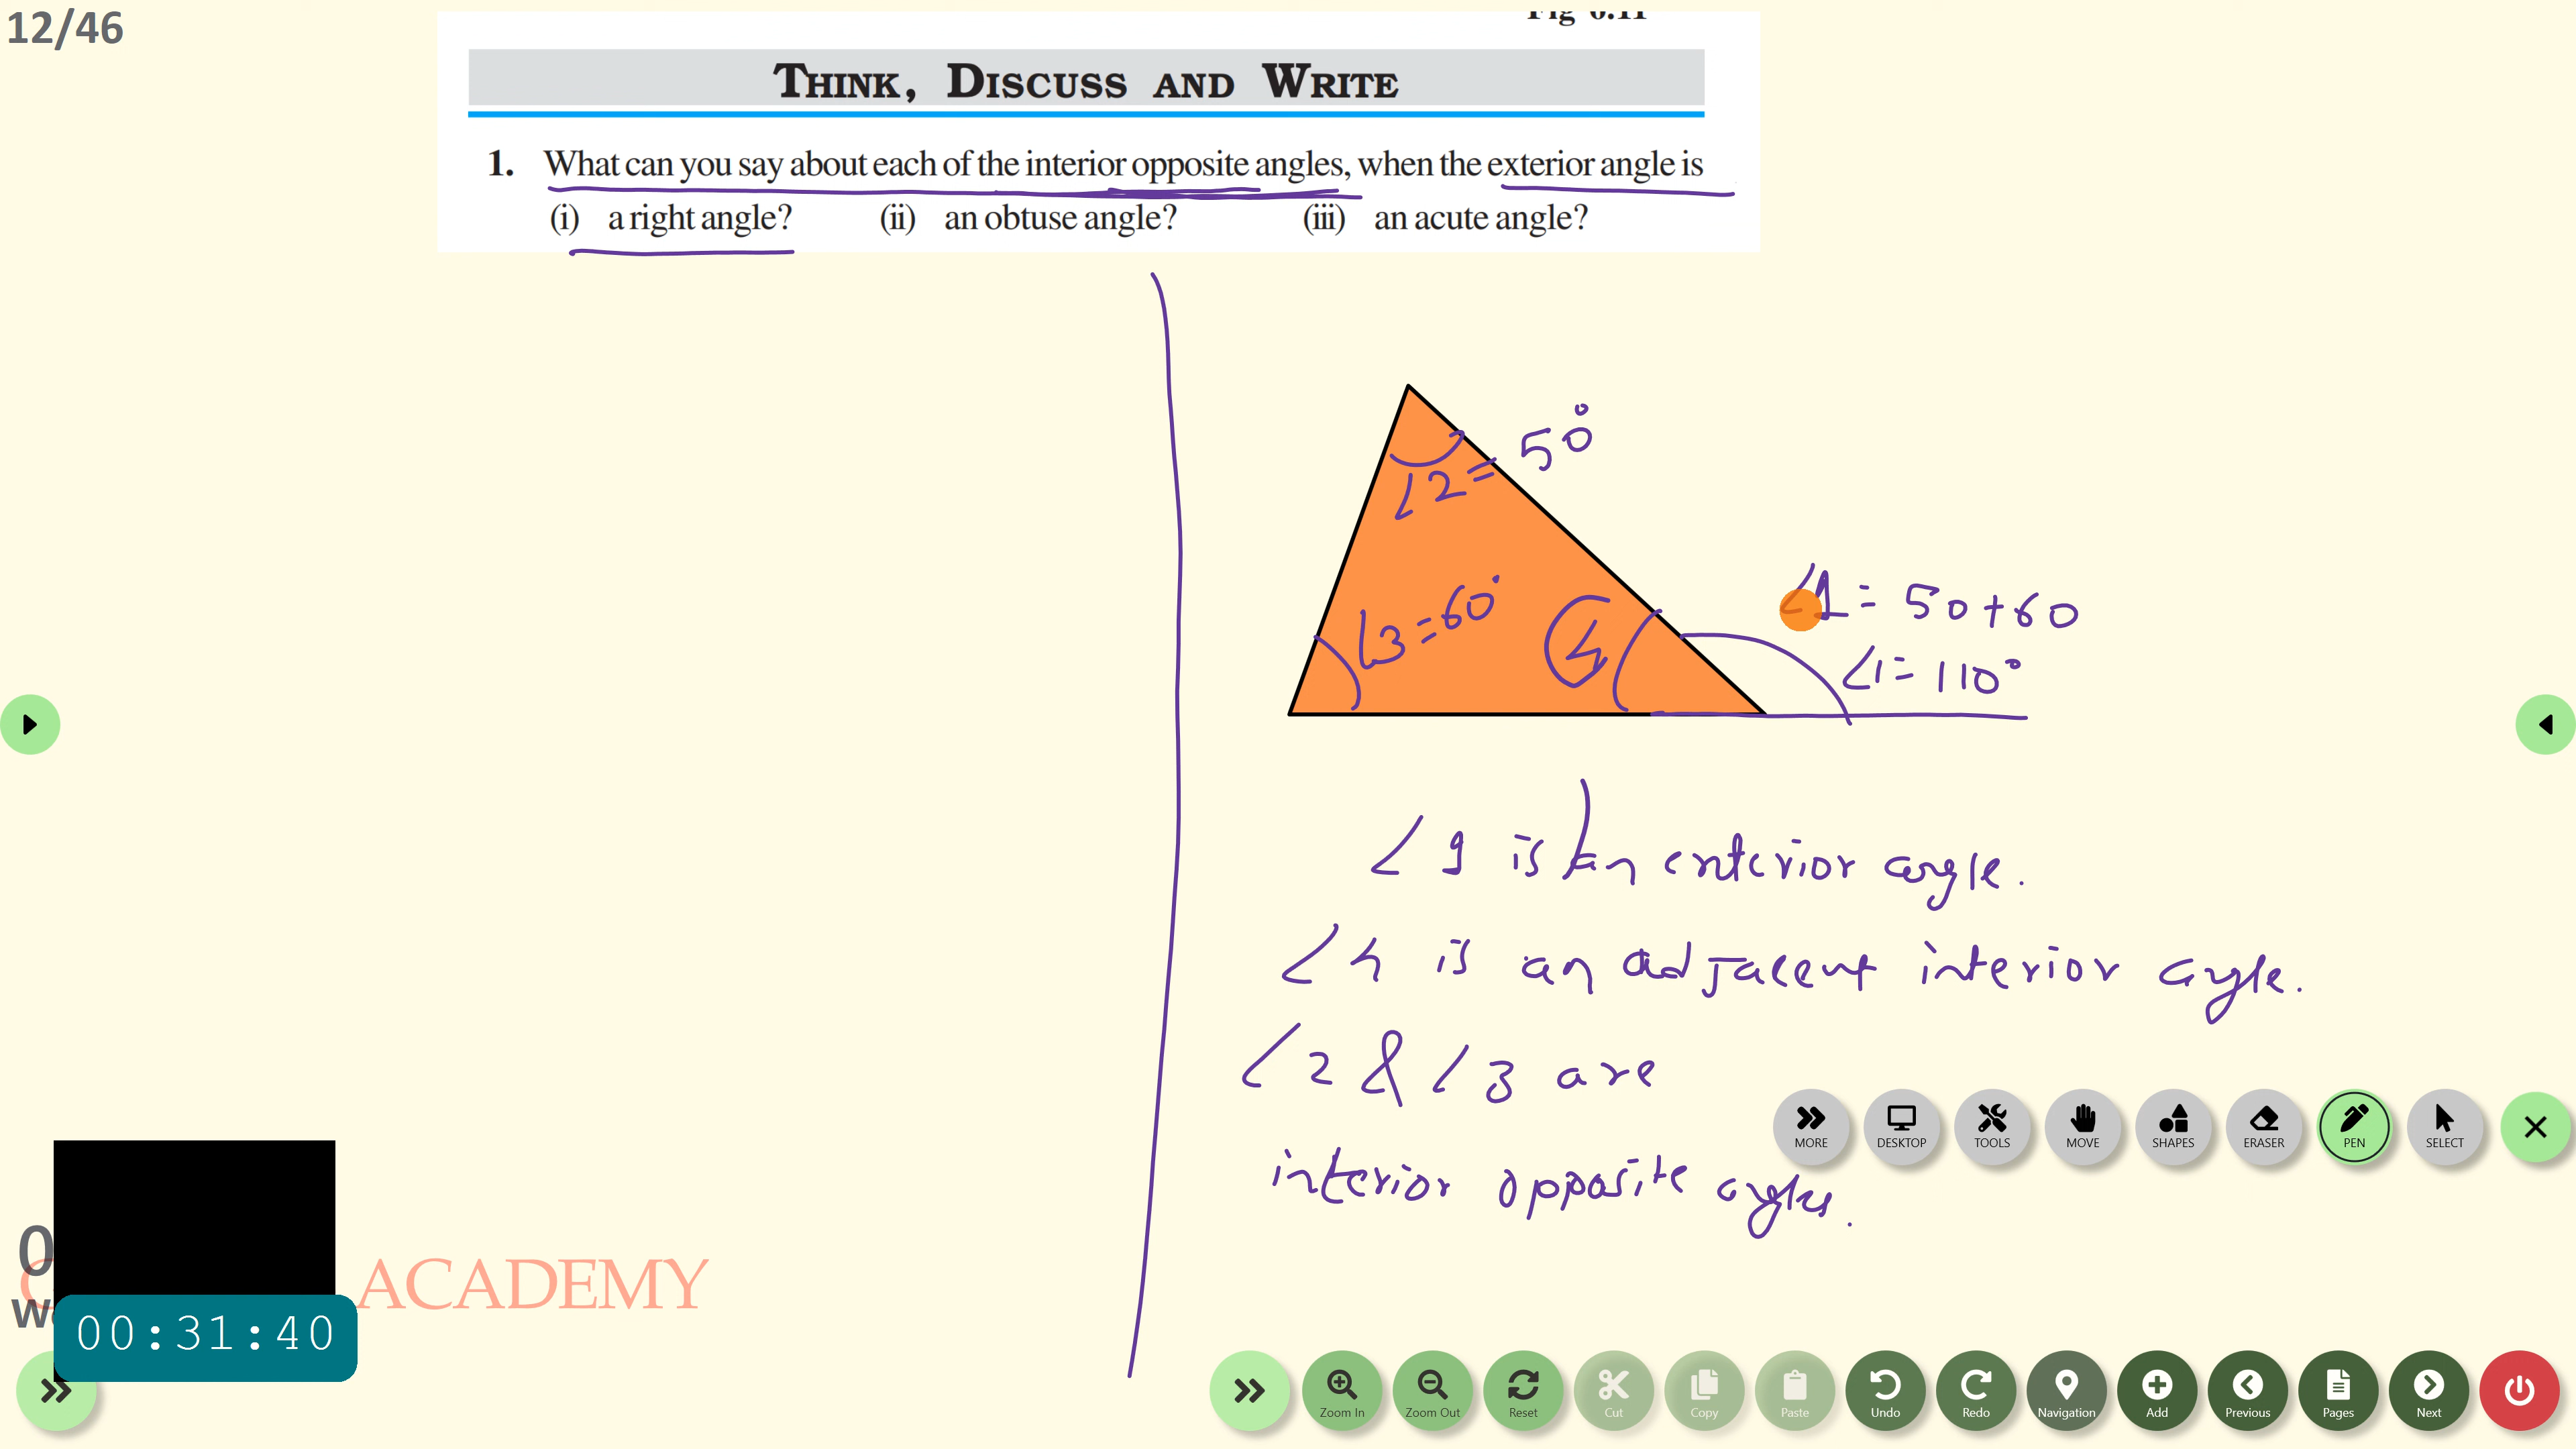 12/46
THINK, DISCUSS AND WRITE
1. What can you say about each of the interior opposite angles, when the exterior angle is
(i) a right angle? (ii) an obtuse angle? (iii) an acute angle?
∠2 = 50°
∠3 = 60°
∠1 = 50+60
∠1 = 110°
∠1 is an exterior angle.
∠4 is an adjacent interior angle.
∠2 & ∠3 are
interior opposite angles.
MORE DESKTOP TOOLS MOVE SHAPES ERASER PEN SELECT
ACADEMY
00:31:40
Zoom In Zoom Out Reset Cut Copy Paste Undo Redo Navigation Add Previous Pages Next